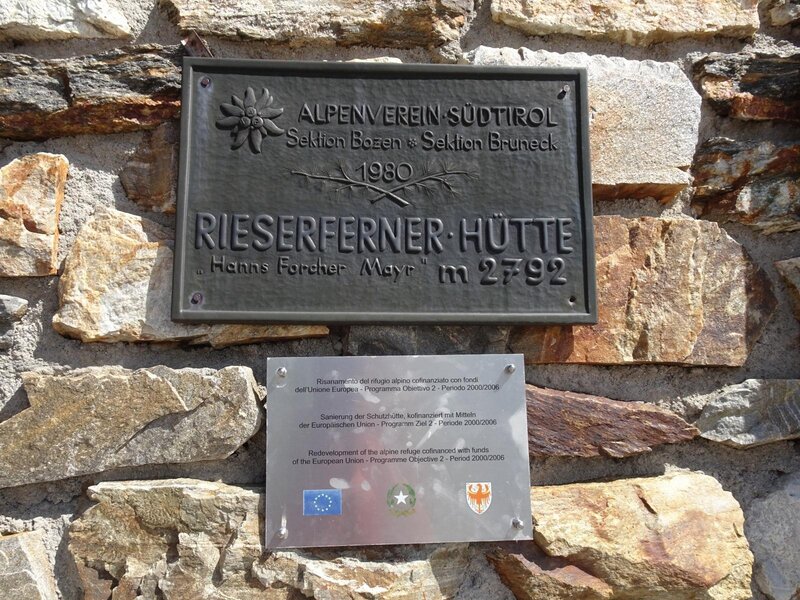 ALPENVEREIN·SÜDTIROL
Sektion Bozen * Sektion Bruneck
1980
RIESERFERNER·HÜTTE
„Hanns Forcher Mayr" m 2792
Risanamento del rifugio alpino cofinanziato con fondi
dell'Unione Europea - Programma Obiettivo 2 - Periodo 2000/2006
Sanierung der Schutzhütte, kofinanziert mit Mitteln
der Europäischen Union - Programm Ziel 2 - Periode 2000/2006
Redevelopment of the alpine refuge cofinanced with funds
of the European Union - Programme Objective 2 - Period 2000/2006